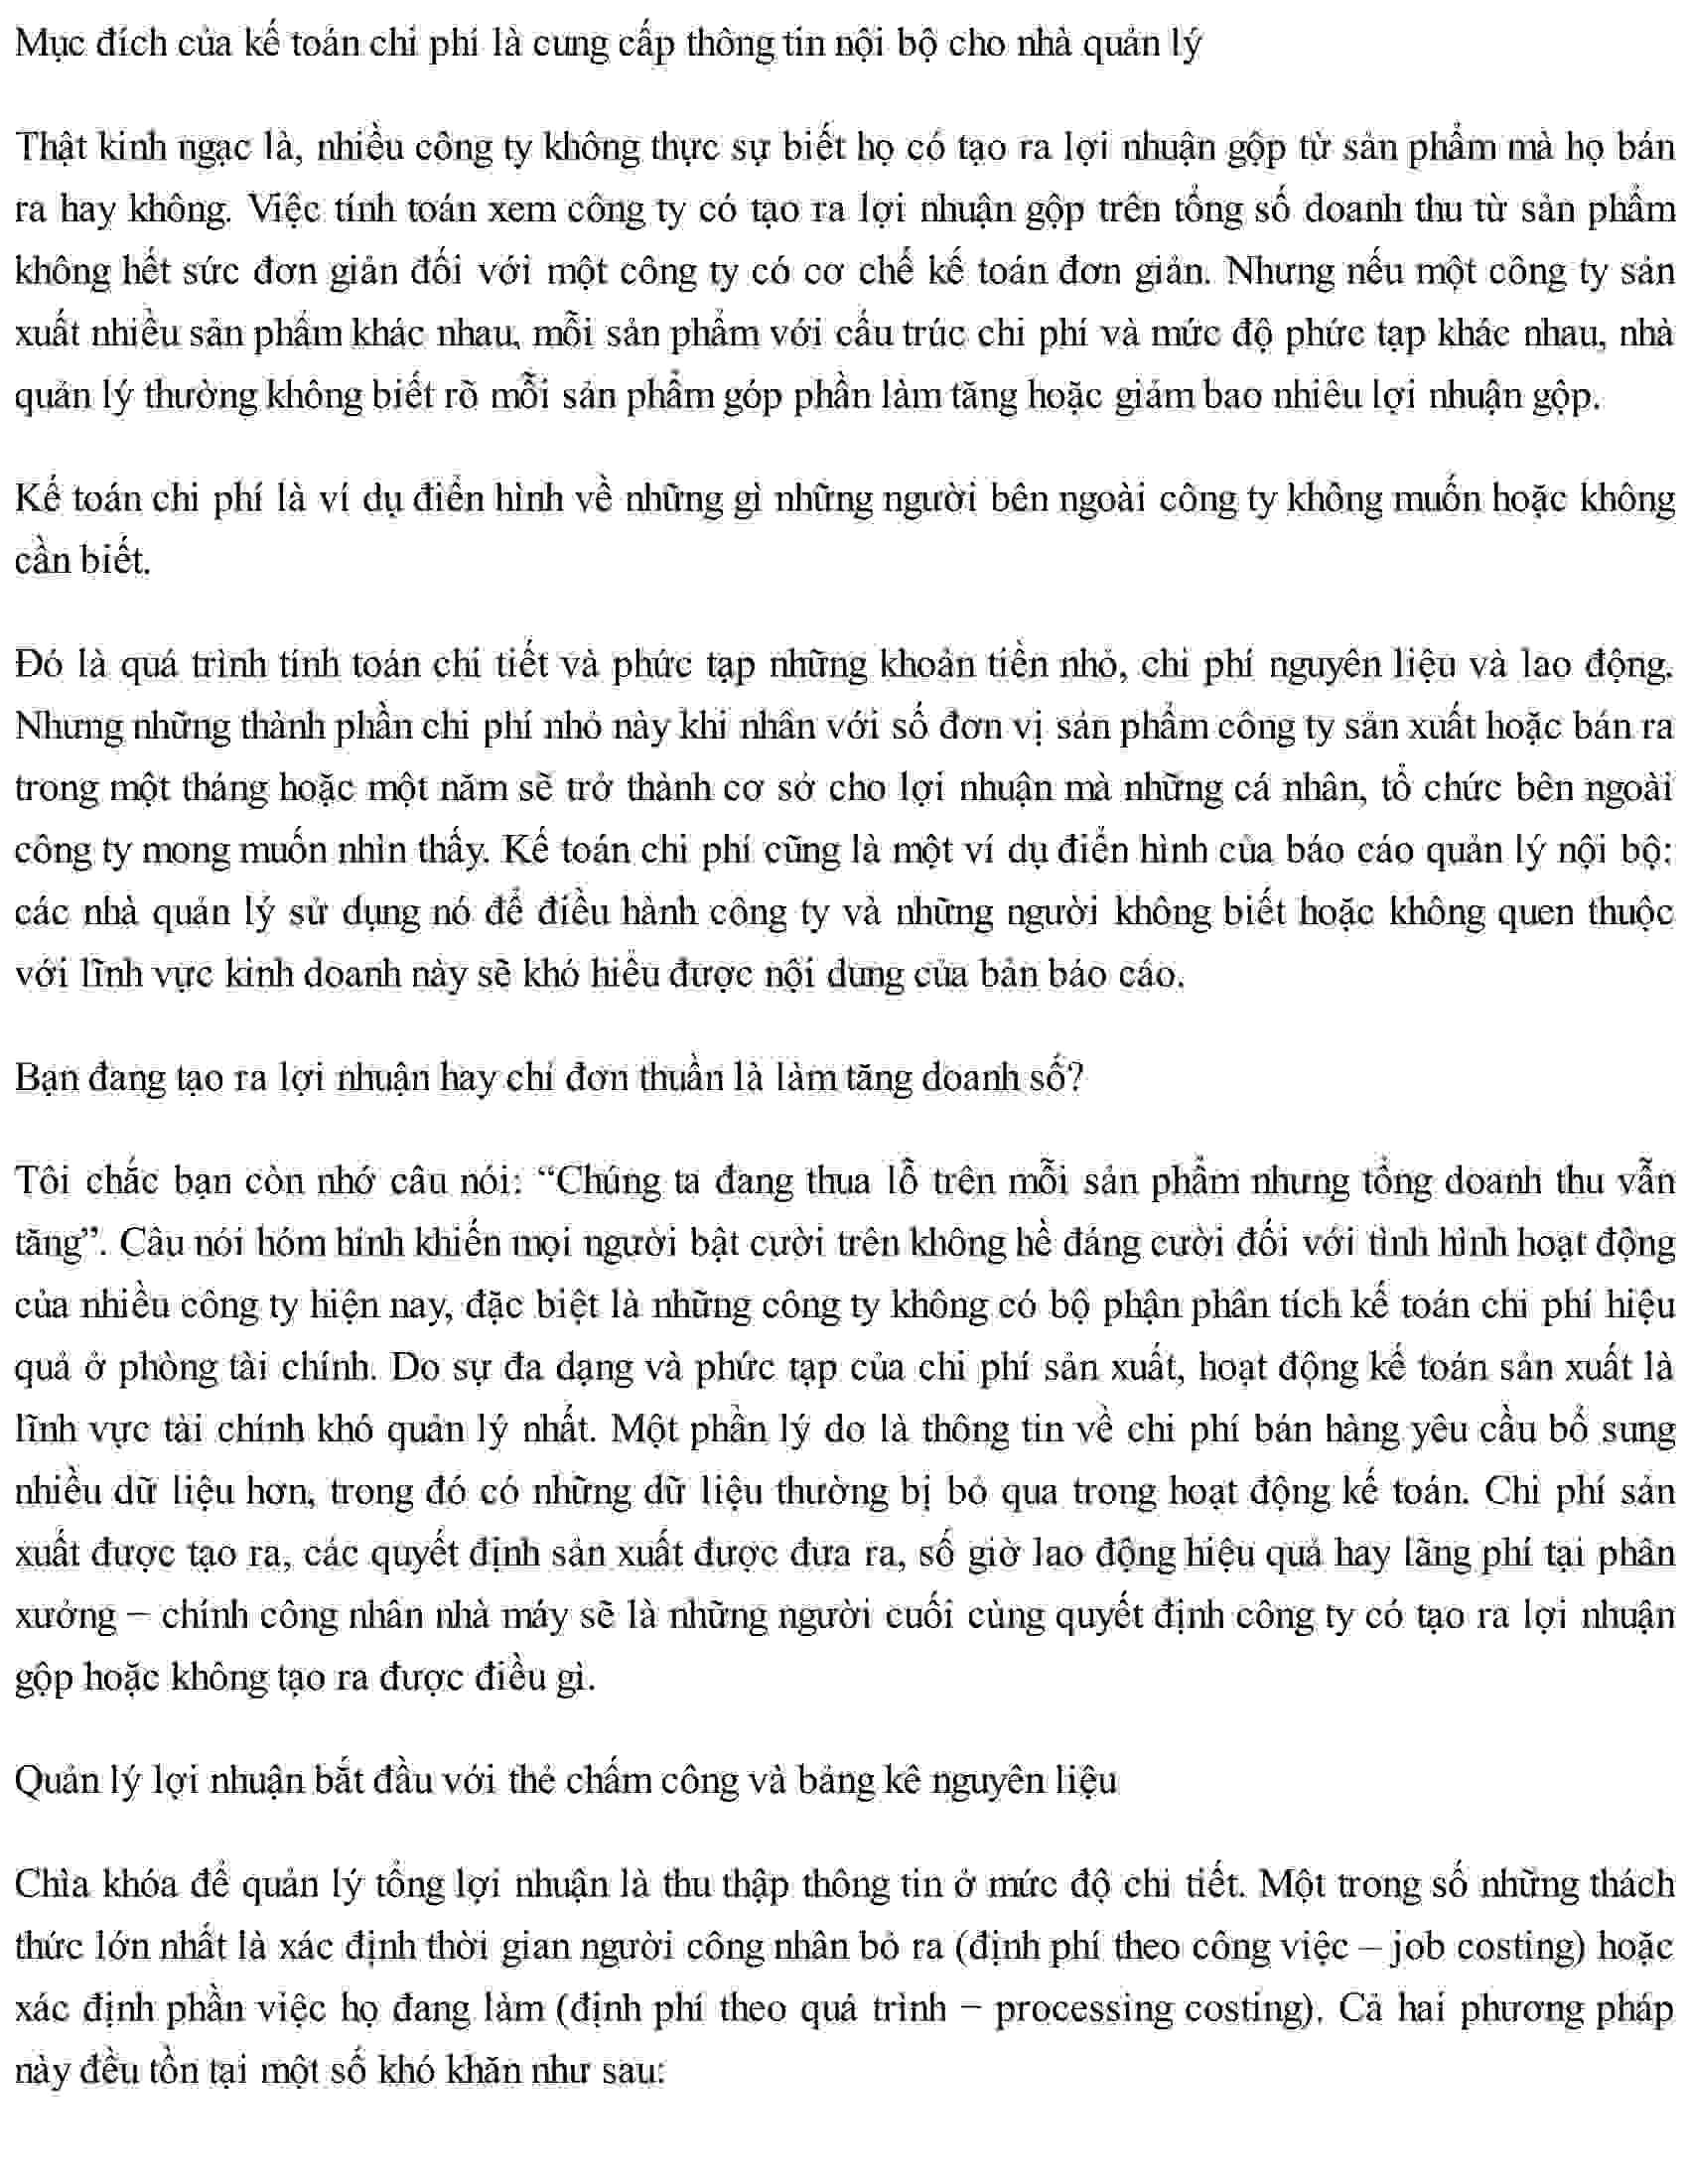 Mục đích của kế toán chi phí là cung cấp thông tin nội bộ cho nhà quản lý
Thật kinh ngạc là, nhiều công ty không thực sự biết họ có tạo ra lợi nhuận gộp từ sản phẩm mà họ bán
ra hay không. Việc tính toán xem công ty có tạo ra lợi nhuận gộp trên tổng số doanh thu từ sản phẩm
không hết sức đơn giản đối với một công ty có cơ chế kế toán đơn giản. Nhưng nếu một công ty sản
xuất nhiều sản phẩm khác nhau, mỗi sản phẩm với cấu trúc chi phí và mức độ phức tạp khác nhau, nhà
quản lý thường không biết rõ mỗi sản phẩm góp phần làm tăng hoặc giảm bao nhiêu lợi nhuận gộp.
Kế toán chi phí là ví dụ điển hình về những gì những người bên ngoài công ty không muốn hoặc không
cần biết.
Đó là quá trình tính toán chi tiết và phức tạp những khoản tiền nhỏ, chi phí nguyên liệu và lao động.
Nhưng những thành phần chi phí nhỏ này khi nhân với số đơn vị sản phẩm công ty sản xuất hoặc bán ra
trong một tháng hoặc một năm sẽ trở thành cơ sở cho lợi nhuận mà những cá nhân, tổ chức bên ngoài
công ty mong muốn nhìn thấy. Kế toán chi phí cũng là một ví dụ điển hình của báo cáo quản lý nội bộ:
các nhà quản lý sử dụng nó để điều hành công ty và những người không biết hoặc không quen thuộc
với lĩnh vực kinh doanh này sẽ khó hiểu được nội dung của bản báo cáo.
Bạn đang tạo ra lợi nhuận hay chỉ đơn thuần là làm tăng doanh số?
Tôi chắc bạn còn nhớ câu nói: “Chúng ta đang thua lỗ trên mỗi sản phẩm nhưng tổng doanh thu vẫn
tăng”. Câu nói hóm hỉnh khiến mọi người bật cười trên không hề đáng cười đối với tình hình hoạt động
của nhiều công ty hiện nay, đặc biệt là những công ty không có bộ phận phân tích kế toán chi phí hiệu
quả ở phòng tài chính. Do sự đa dạng và phức tạp của chi phí sản xuất, hoạt động kế toán sản xuất là
lĩnh vực tài chính khó quản lý nhất. Một phần lý do là thông tin về chi phí bán hàng yêu cầu bổ sung
nhiều dữ liệu hơn, trong đó có những dữ liệu thường bị bỏ qua trong hoạt động kế toán. Chi phí sản
xuất được tạo ra, các quyết định sản xuất được đưa ra, số giờ lao động hiệu quả hay lãng phí tại phân
xưởng – chính công nhân nhà máy sẽ là những người cuối cùng quyết định công ty có tạo ra lợi nhuận
gộp hoặc không tạo ra được điều gì.
Quản lý lợi nhuận bắt đầu với thẻ chấm công và bảng kê nguyên liệu
Chìa khóa để quản lý tổng lợi nhuận là thu thập thông tin ở mức độ chi tiết. Một trong số những thách
thức lớn nhất là xác định thời gian người công nhân bỏ ra (định phí theo công việc – job costing) hoặc
xác định phần việc họ đang làm (định phí theo quá trình – processing costing). Cả hai phương pháp
này đều tồn tại một số khó khăn như sau: